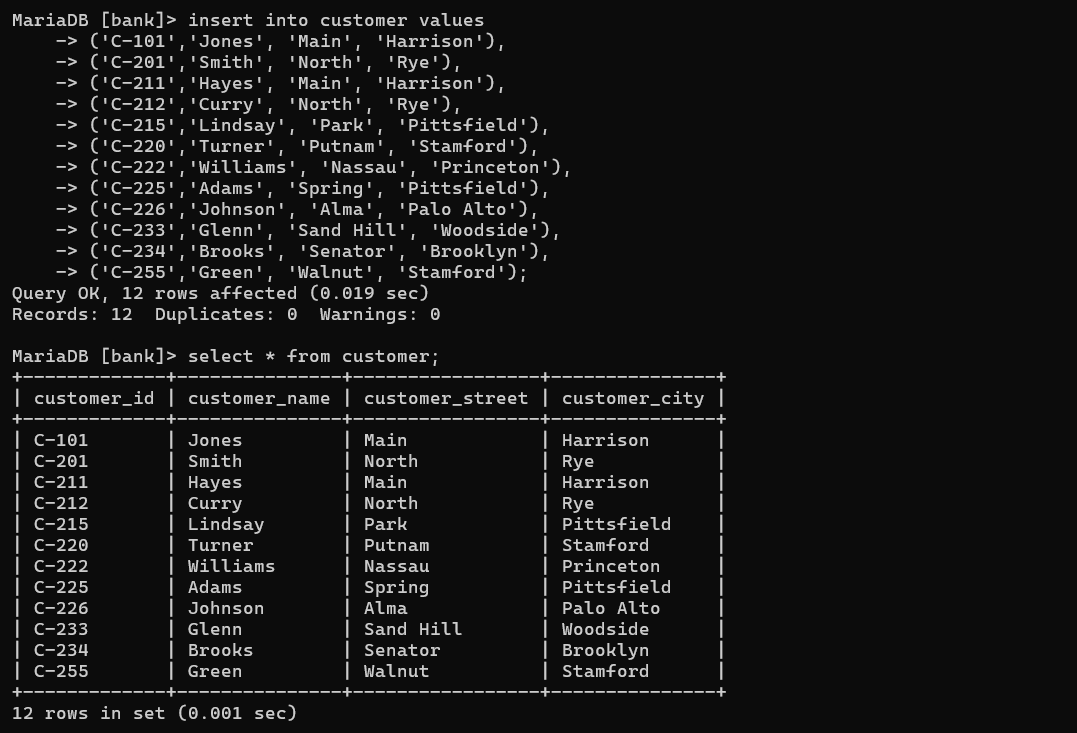 MariaDB [bank]> insert into customer values
    -> ('C-101','Jones', 'Main', 'Harrison'),
    -> ('C-201','Smith', 'North', 'Rye'),
    -> ('C-211','Hayes', 'Main', 'Harrison'),
    -> ('C-212','Curry', 'North', 'Rye'),
    -> ('C-215','Lindsay', 'Park', 'Pittsfield'),
    -> ('C-220','Turner', 'Putnam', 'Stamford'),
    -> ('C-222','Williams', 'Nassau', 'Princeton'),
    -> ('C-225','Adams', 'Spring', 'Pittsfield'),
    -> ('C-226','Johnson', 'Alma', 'Palo Alto'),
    -> ('C-233','Glenn', 'Sand Hill', 'Woodside'),
    -> ('C-234','Brooks', 'Senator', 'Brooklyn'),
    -> ('C-255','Green', 'Walnut', 'Stamford');
Query OK, 12 rows affected (0.019 sec)
Records: 12  Duplicates: 0  Warnings: 0

MariaDB [bank]> select * from customer;
+-------------+---------------+-----------------+---------------+
| customer_id | customer_name | customer_street | customer_city |
+-------------+---------------+-----------------+---------------+
| C-101       | Jones         | Main            | Harrison      |
| C-201       | Smith         | North           | Rye           |
| C-211       | Hayes         | Main            | Harrison      |
| C-212       | Curry         | North           | Rye           |
| C-215       | Lindsay       | Park            | Pittsfield    |
| C-220       | Turner        | Putnam          | Stamford      |
| C-222       | Williams      | Nassau          | Princeton     |
| C-225       | Adams         | Spring          | Pittsfield    |
| C-226       | Johnson       | Alma            | Palo Alto     |
| C-233       | Glenn         | Sand Hill       | Woodside      |
| C-234       | Brooks        | Senator         | Brooklyn      |
| C-255       | Green         | Walnut          | Stamford      |
+-------------+---------------+-----------------+---------------+
12 rows in set (0.001 sec)